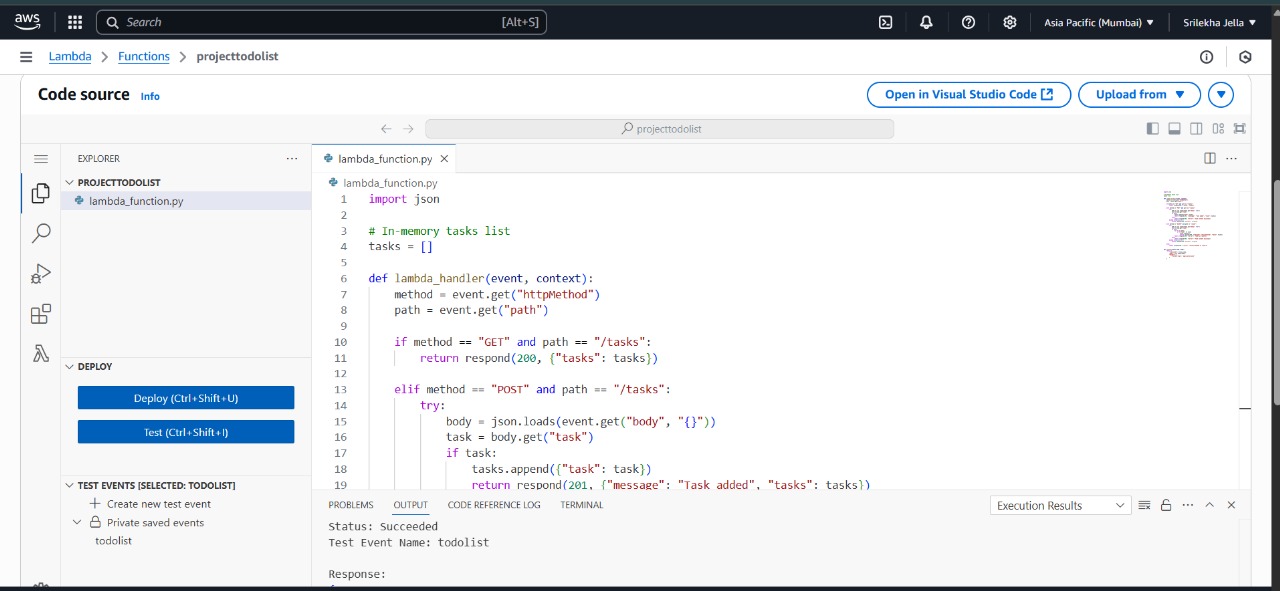 aws
Search
[Alt+S]
Asia Pacific (Mumbai)
Srilekha Jella
Lambda
Functions
projecttodolist
Code source
Info
Open in Visual Studio Code
Upload from
projecttodolist
EXPLORER
PROJECTTODOLIST
lambda_function.py
DEPLOY
Deploy (Ctrl+Shift+U)
Test (Ctrl+Shift+I)
TEST EVENTS [SELECTED: TODOLIST]
Create new test event
Private saved events
todolist
lambda_function.py
lambda_function.py
1 import json
2
3 # In-memory tasks list
4 tasks = []
5
6 def lambda_handler(event, context):
7     method = event.get("httpMethod")
8     path = event.get("path")
9
10     if method == "GET" and path == "/tasks":
11         return respond(200, {"tasks": tasks})
12
13     elif method == "POST" and path == "/tasks":
14         try:
15             body = json.loads(event.get("body", "{}"))
16             task = body.get("task")
17             if task:
18                 tasks.append({"task": task})
19                 return respond(201, {"message": "Task added", "tasks": tasks})
PROBLEMS
OUTPUT
CODE REFERENCE LOG
TERMINAL
Execution Results
Status: Succeeded
Test Event Name: todolist
Response: